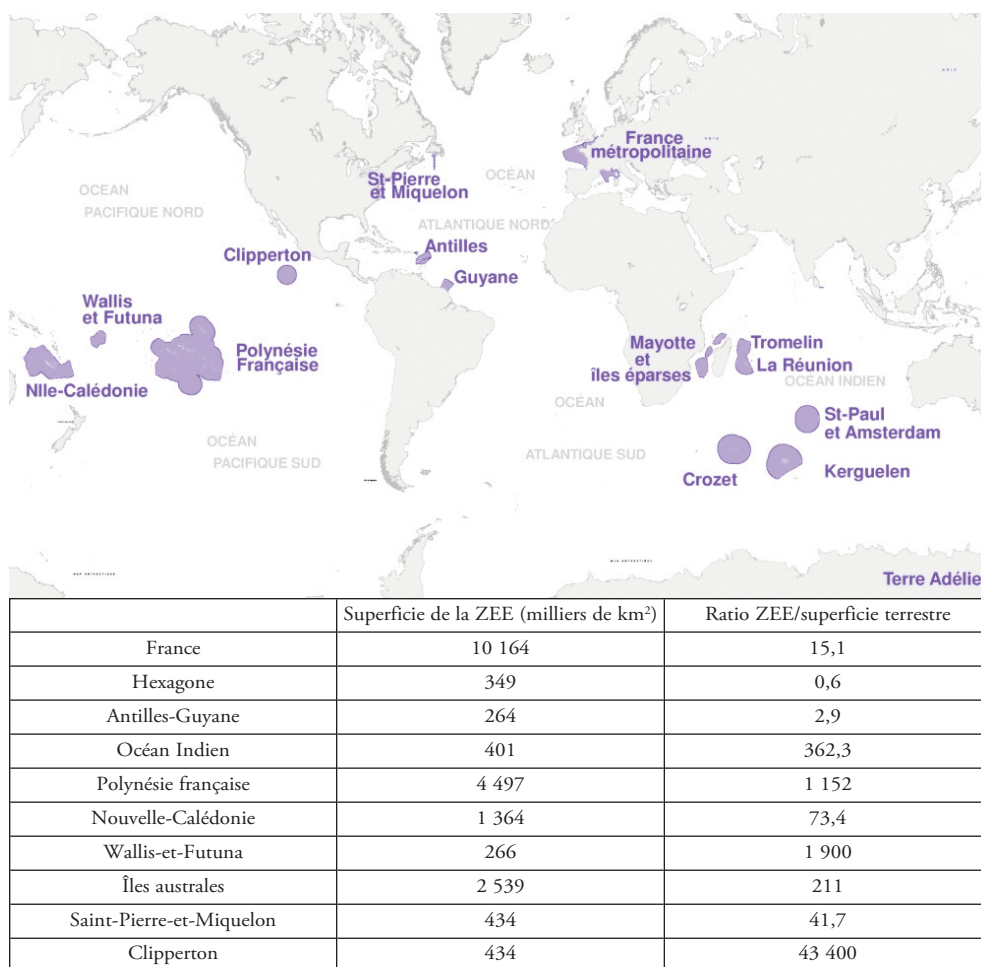 France
métropolitaine
St-Pierre
et Miquelon
OCÉAN
OCÉAN
PACIFIQUE NORD
ATLANTIQUE NORD
Antilles
Clipperton
Guyane
Wallis
et Futuna
Mayotte
et
îles éparses
Tromelin
La Réunion
Polynésie
Française
Nlle-Calédonie
OCÉAN INDIEN
OCÉAN
St-Paul
et Amsterdam
OCÉAN
PACIFIQUE SUD
ATLANTIQUE SUD
Crozet
Kerguelen
Terre Adélie
Superficie de la ZEE (milliers de km²) Ratio ZEE/superficie terrestre
France 10 164 15,1
Hexagone 349 0,6
Antilles-Guyane 264 2,9
Océan Indien 401 362,3
Polynésie française 4 497 1 152
Nouvelle-Calédonie 1 364 73,4
Wallis-et-Futuna 266 1 900
Îles australes 2 539 211
Saint-Pierre-et-Miquelon 434 41,7
Clipperton 434 43 400